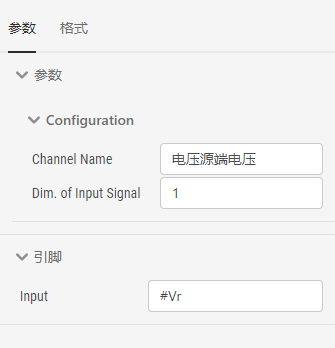 参数 格式
参数
Configuration
Channel Name 电压源端电压
Dim. of Input Signal 1
引脚
Input #Vr